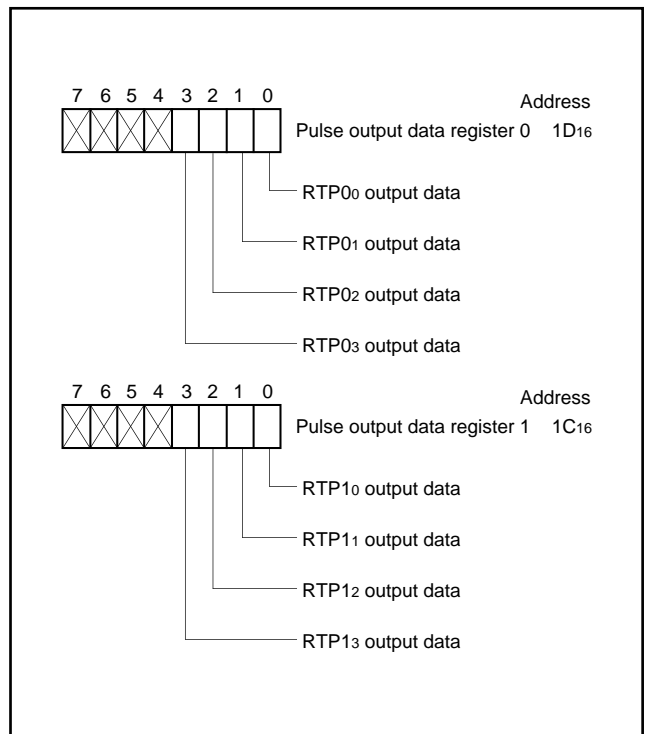 7 6 5 4 3 2 1 0
Address
Pulse output data register 0 1D₁₆
RTP0₀ output data
RTP0₁ output data
RTP0₂ output data
RTP0₃ output data
7 6 5 4 3 2 1 0
Address
Pulse output data register 1 1C₁₆
RTP1₀ output data
RTP1₁ output data
RTP1₂ output data
RTP1₃ output data